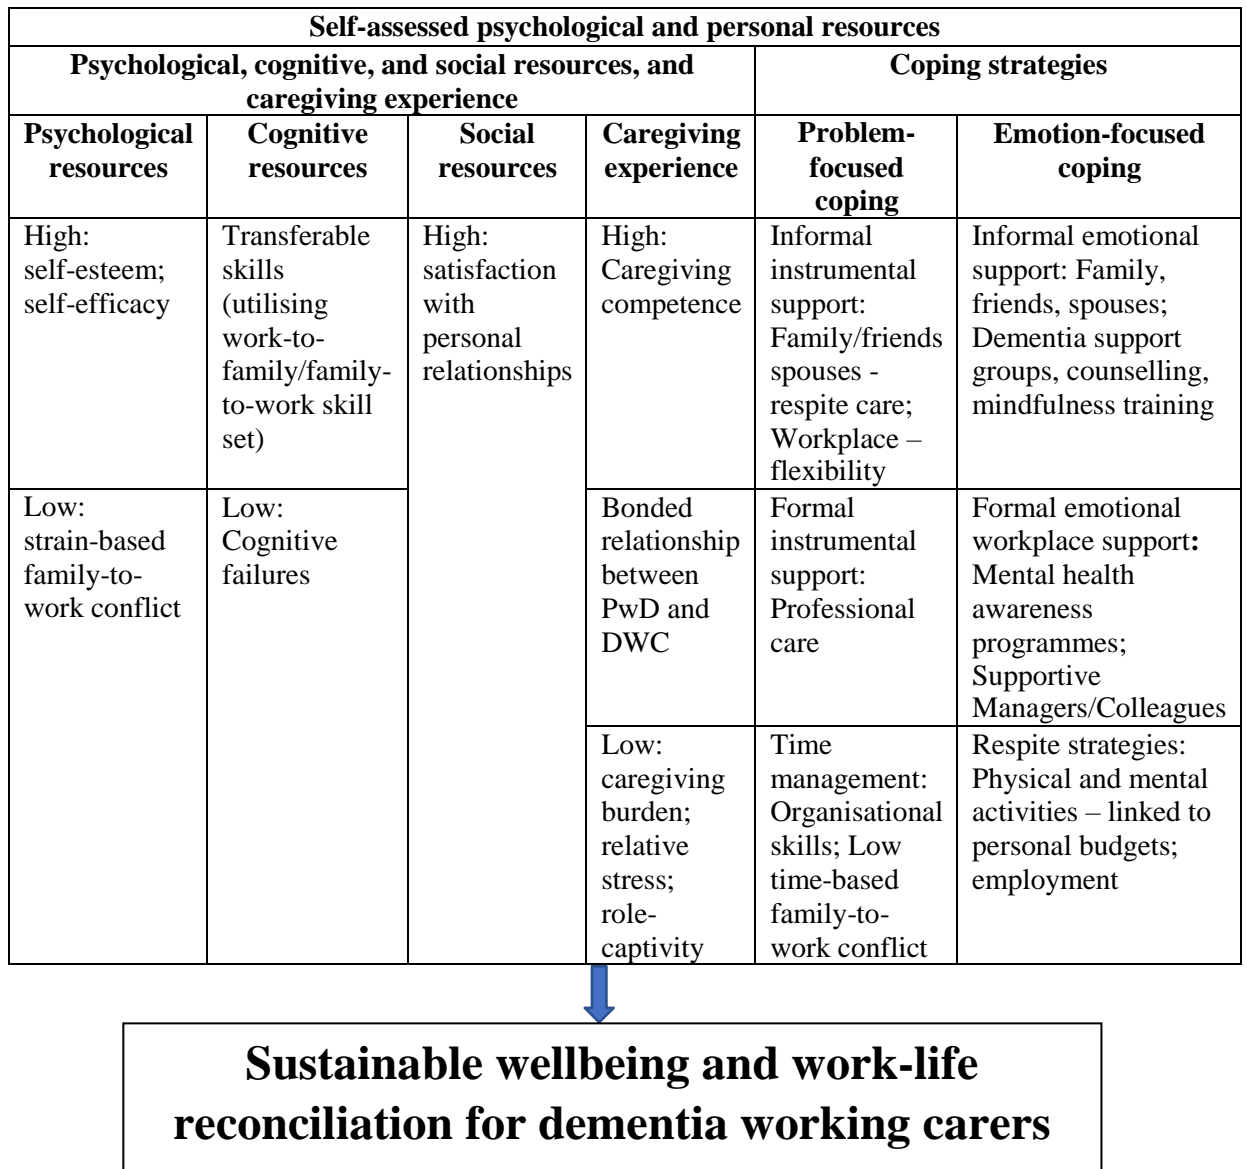 Self-assessed psychological and personal resources
Psychological, cognitive, and social resources, and
caregiving experience
Coping strategies
Psychological
resources
Cognitive
resources
Social
resources
Caregiving
experience
Problem-
focused
coping
Emotion-focused
coping
High:
self-esteem;
self-efficacy
Transferable
skills
(utilising
work-to-
family/family-
to-work skill
set)
High:
satisfaction
with
personal
relationships
High:
Caregiving
competence
Informal
instrumental
support:
Family/friends
spouses -
respite care;
Workplace –
flexibility
Informal emotional
support: Family,
friends, spouses;
Dementia support
groups, counselling,
mindfulness training
Low:
strain-based
family-to-
work conflict
Low:
Cognitive
failures
Bonded
relationship
between
PwD and
DWC
Formal
instrumental
support:
Professional
care
Formal emotional
workplace support:
Mental health
awareness
programmes;
Supportive
Managers/Colleagues
Low:
caregiving
burden;
relative
stress;
role-
captivity
Time
management:
Organisational
skills; Low
time-based
family-to-
work conflict
Respite strategies:
Physical and mental
activities – linked to
personal budgets;
employment
Sustainable wellbeing and work-life
reconciliation for dementia working carers